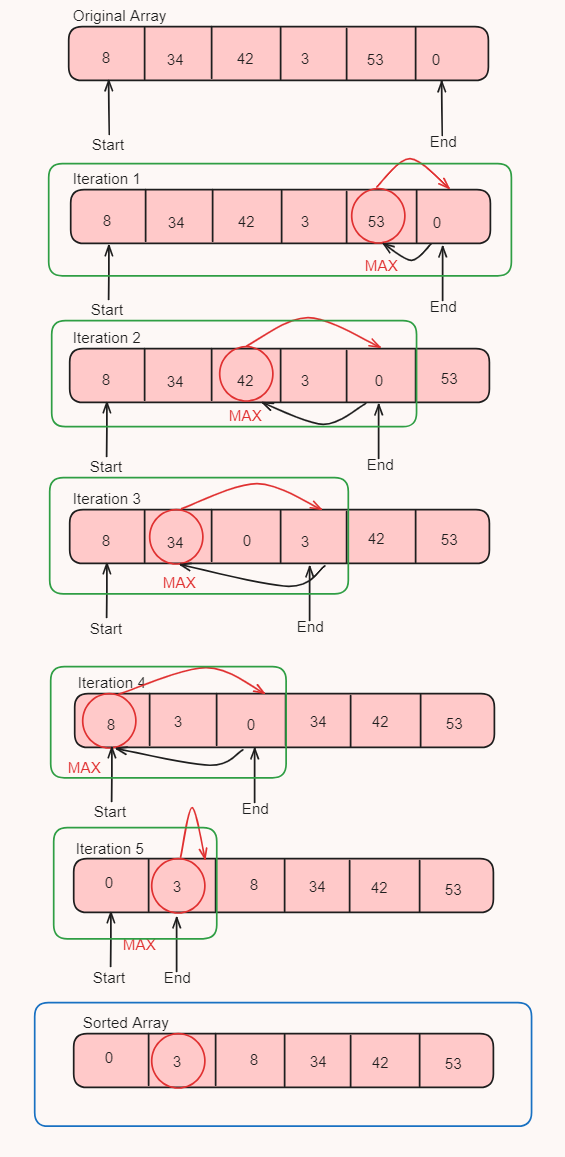 Original Array
8 34 42 3 53 0
Start End
Iteration 1
8 34 42 3 53 0
MAX
Start End
Iteration 2
8 34 42 3 0 53
MAX
Start End
Iteration 3
8 34 0 3 42 53
MAX
Start End
Iteration 4
8 3 0 34 42 53
MAX
Start End
Iteration 5
0 3 8 34 42 53
MAX
Start End
Sorted Array
0 3 8 34 42 53